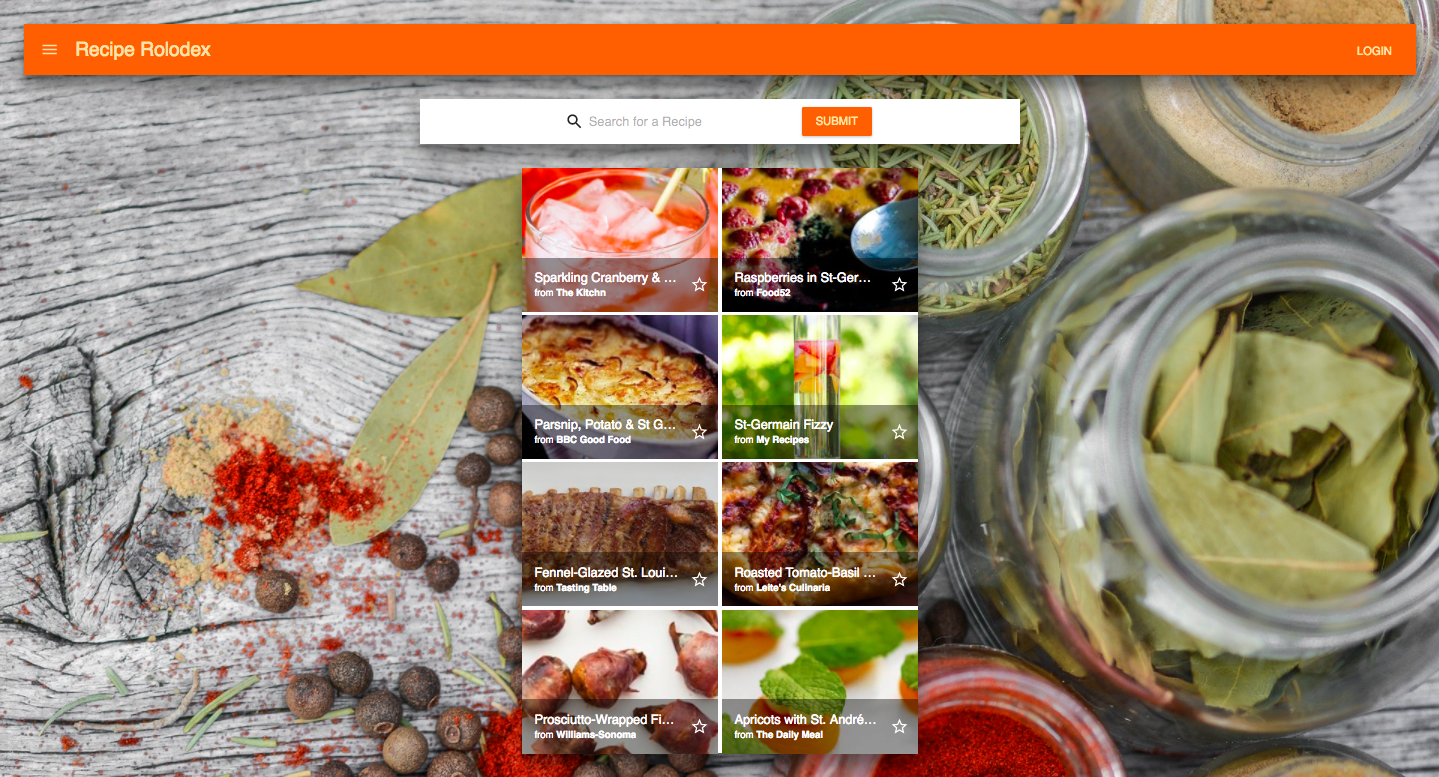 Recipe Rolodex
LOGIN
Search for a Recipe
SUBMIT
Sparkling Cranberry & ...
from The Kitchn
Raspberries in St-Ger...
from Food52
Parsnip, Potato & St G...
from BBC Good Food
St-Germain Fizzy
from My Recipes
Fennel-Glazed St. Loui...
from Tasting Table
Roasted Tomato-Basil ...
from Leite's Culinaria
Prosciutto-Wrapped Fi...
from Williams-Sonoma
Apricots with St. André...
from The Daily Meal